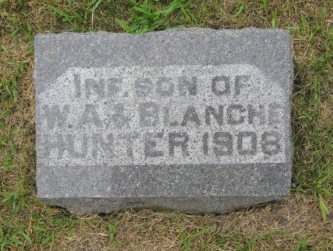 INF. SON OF
W.A. & BLANCHE
HUNTER 1908